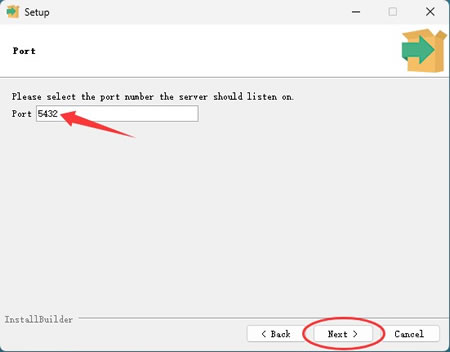 Setup
Port
Please select the port number the server should listen on.
Port 5432
InstallBuilder
< Back Next > Cancel